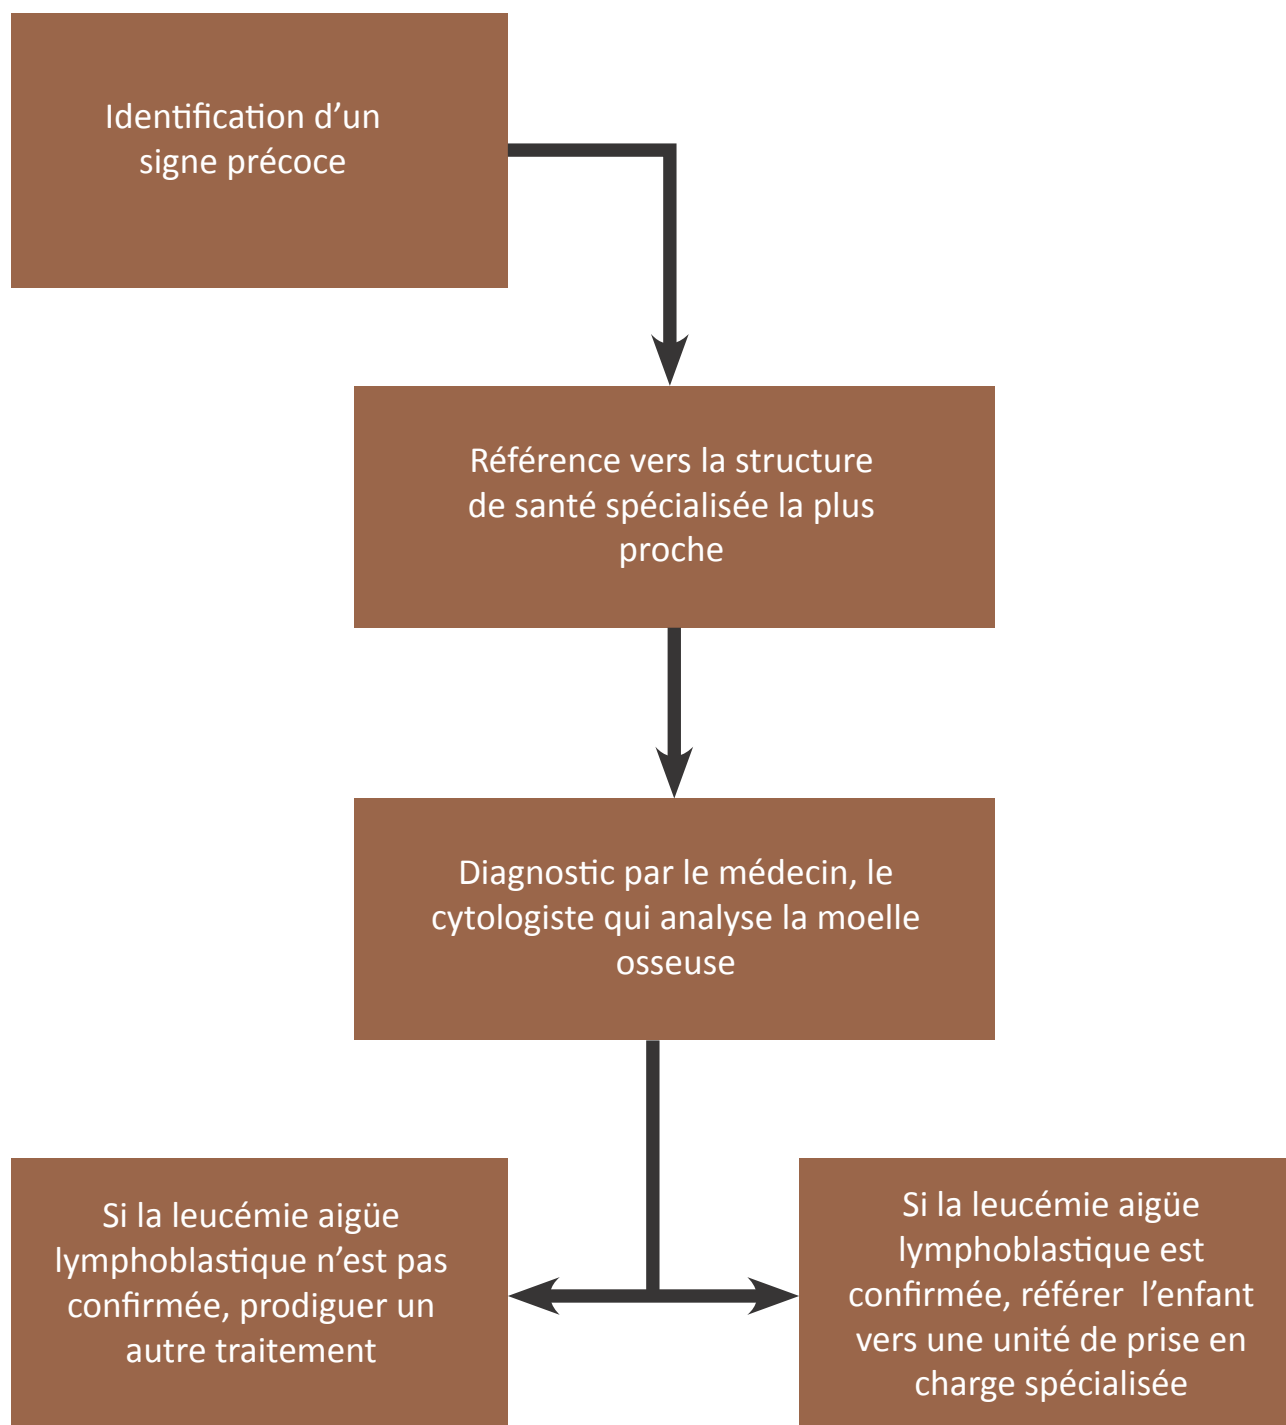 Identification d’un
signe précoce
Référence vers la structure
de santé spécialisée la plus
proche
Diagnostic par le médecin, le
cytologiste qui analyse la moelle
osseuse
Si la leucémie aigüe
lymphoblastique n’est pas
confirmée, prodiguer un
autre traitement
Si la leucémie aigüe
lymphoblastique est
confirmée, référer  l’enfant
vers une unité de prise en
charge spécialisée